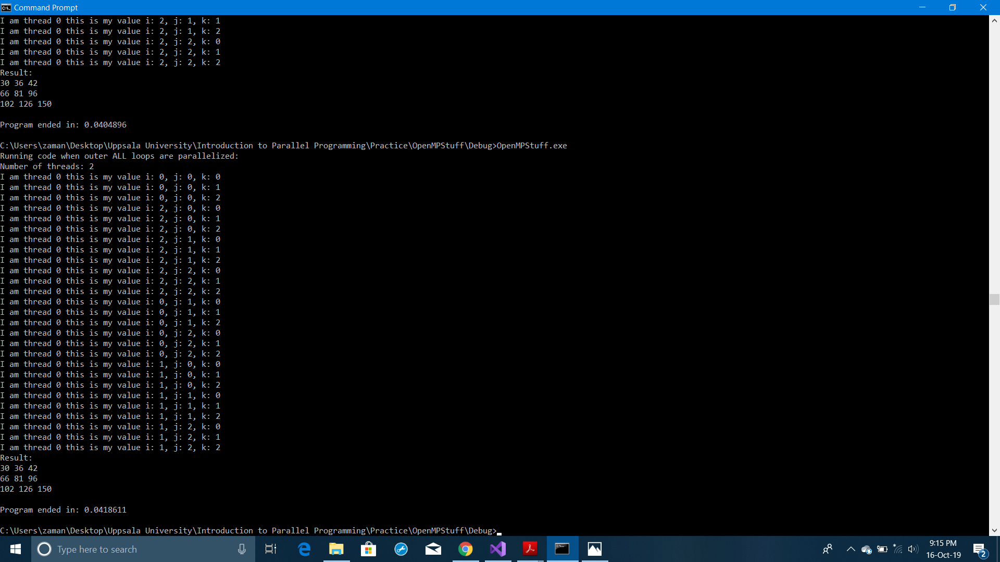 Command Prompt
I am thread 0 this is my value i: 2, j: 1, k: 1
I am thread 0 this is my value i: 2, j: 1, k: 2
I am thread 0 this is my value i: 2, j: 2, k: 0
I am thread 0 this is my value i: 2, j: 2, k: 1
I am thread 0 this is my value i: 2, j: 2, k: 2
Result:
30 36 42
66 81 96
102 126 150
Program ended in: 0.0404896
C:\Users\zaman\Desktop\Uppsala University\Introduction to Parallel Programming\Practice\OpenMPStuff\Debug>OpenMPStuff.exe
Running code when outer ALL loops are parallelized:
Number of threads: 2
I am thread 0 this is my value i: 0, j: 0, k: 0
I am thread 0 this is my value i: 0, j: 0, k: 1
I am thread 0 this is my value i: 0, j: 0, k: 2
I am thread 0 this is my value i: 2, j: 0, k: 0
I am thread 0 this is my value i: 2, j: 0, k: 1
I am thread 0 this is my value i: 2, j: 0, k: 2
I am thread 0 this is my value i: 2, j: 1, k: 0
I am thread 0 this is my value i: 2, j: 1, k: 1
I am thread 0 this is my value i: 2, j: 1, k: 2
I am thread 0 this is my value i: 2, j: 2, k: 0
I am thread 0 this is my value i: 2, j: 2, k: 1
I am thread 0 this is my value i: 2, j: 2, k: 2
I am thread 0 this is my value i: 0, j: 1, k: 0
I am thread 0 this is my value i: 0, j: 1, k: 1
I am thread 0 this is my value i: 0, j: 1, k: 2
I am thread 0 this is my value i: 0, j: 2, k: 0
I am thread 0 this is my value i: 0, j: 2, k: 1
I am thread 0 this is my value i: 0, j: 2, k: 2
I am thread 0 this is my value i: 1, j: 0, k: 0
I am thread 0 this is my value i: 1, j: 0, k: 1
I am thread 0 this is my value i: 1, j: 0, k: 2
I am thread 0 this is my value i: 1, j: 1, k: 0
I am thread 0 this is my value i: 1, j: 1, k: 1
I am thread 0 this is my value i: 1, j: 1, k: 2
I am thread 0 this is my value i: 1, j: 2, k: 0
I am thread 0 this is my value i: 1, j: 2, k: 1
I am thread 0 this is my value i: 1, j: 2, k: 2
Result:
30 36 42
66 81 96
102 126 150
Program ended in: 0.0418611
C:\Users\zaman\Desktop\Uppsala University\Introduction to Parallel Programming\Practice\OpenMPStuff\Debug>
Type here to search
9:15 PM
16-Oct-19
2